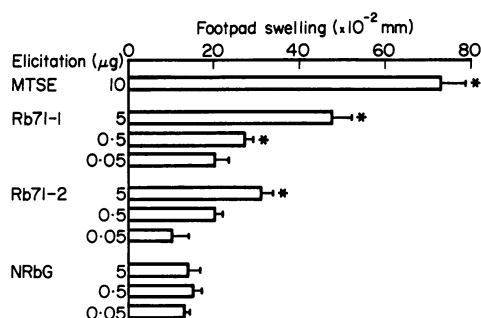 Footpad swelling (x10-2 mm)
Elicitation (μg) 0 20 40 60 80
MTSE 10 *
Rb71-1 5 *
0·5 *
0·05
Rb71-2 5 *
0·5
0·05
NRbG 5
0·5
0·05